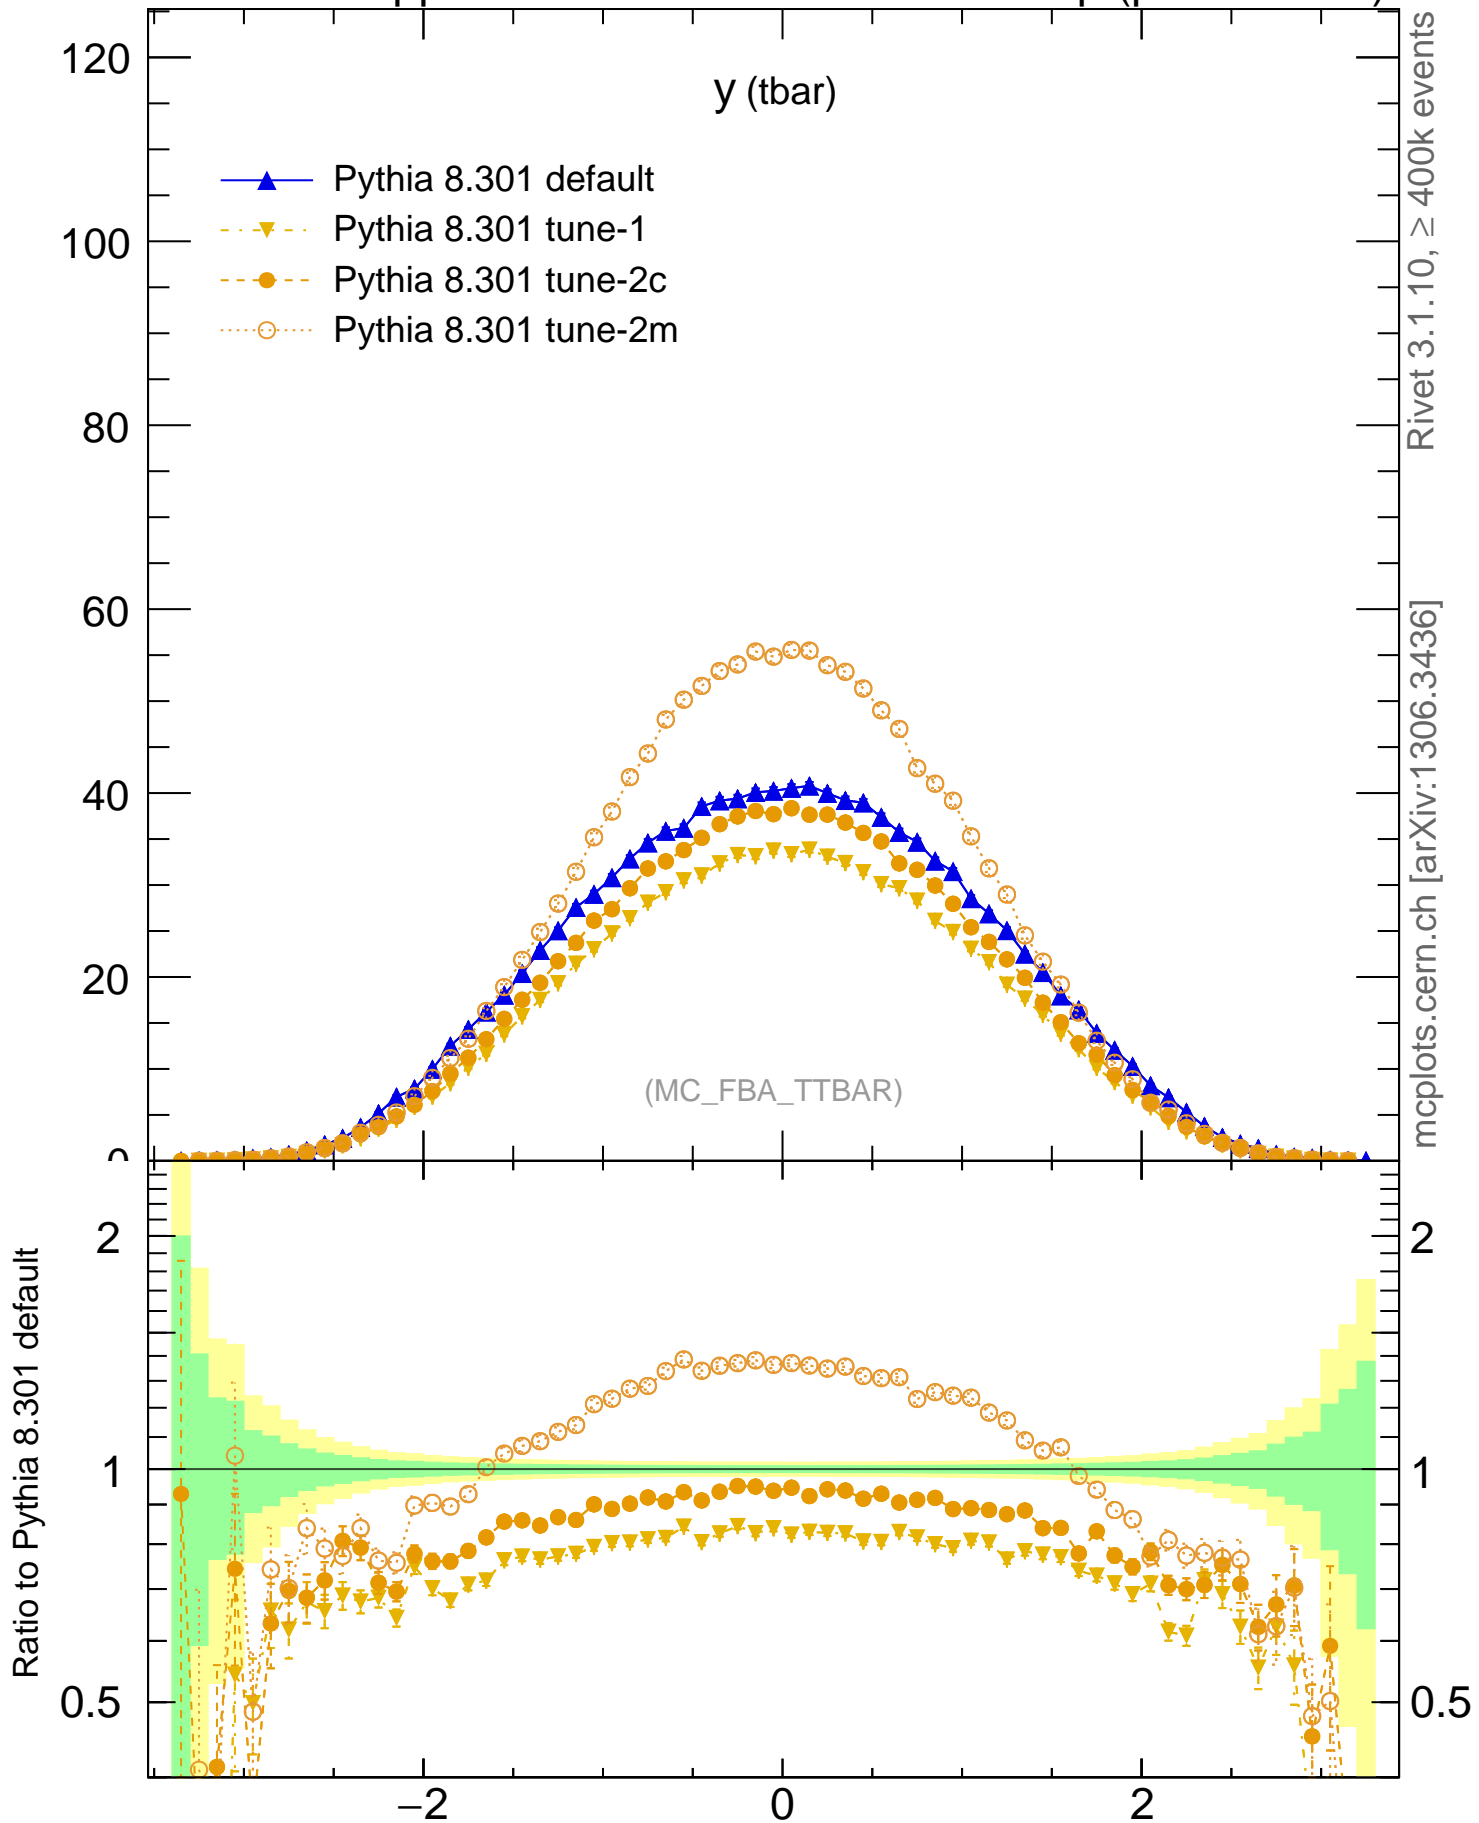 y (tbar)
Pythia 8.301 default
Pythia 8.301 tune-1
Pythia 8.301 tune-2c
Pythia 8.301 tune-2m
120
100
80
60
40
20
0
(MC_FBA_TTBAR)
Rivet 3.1.10, ≥ 400k events
mcplots.cern.ch [arXiv:1306.3436]
Ratio to Pythia 8.301 default
2
1
0.5
2
1
0.5
−2
0
2